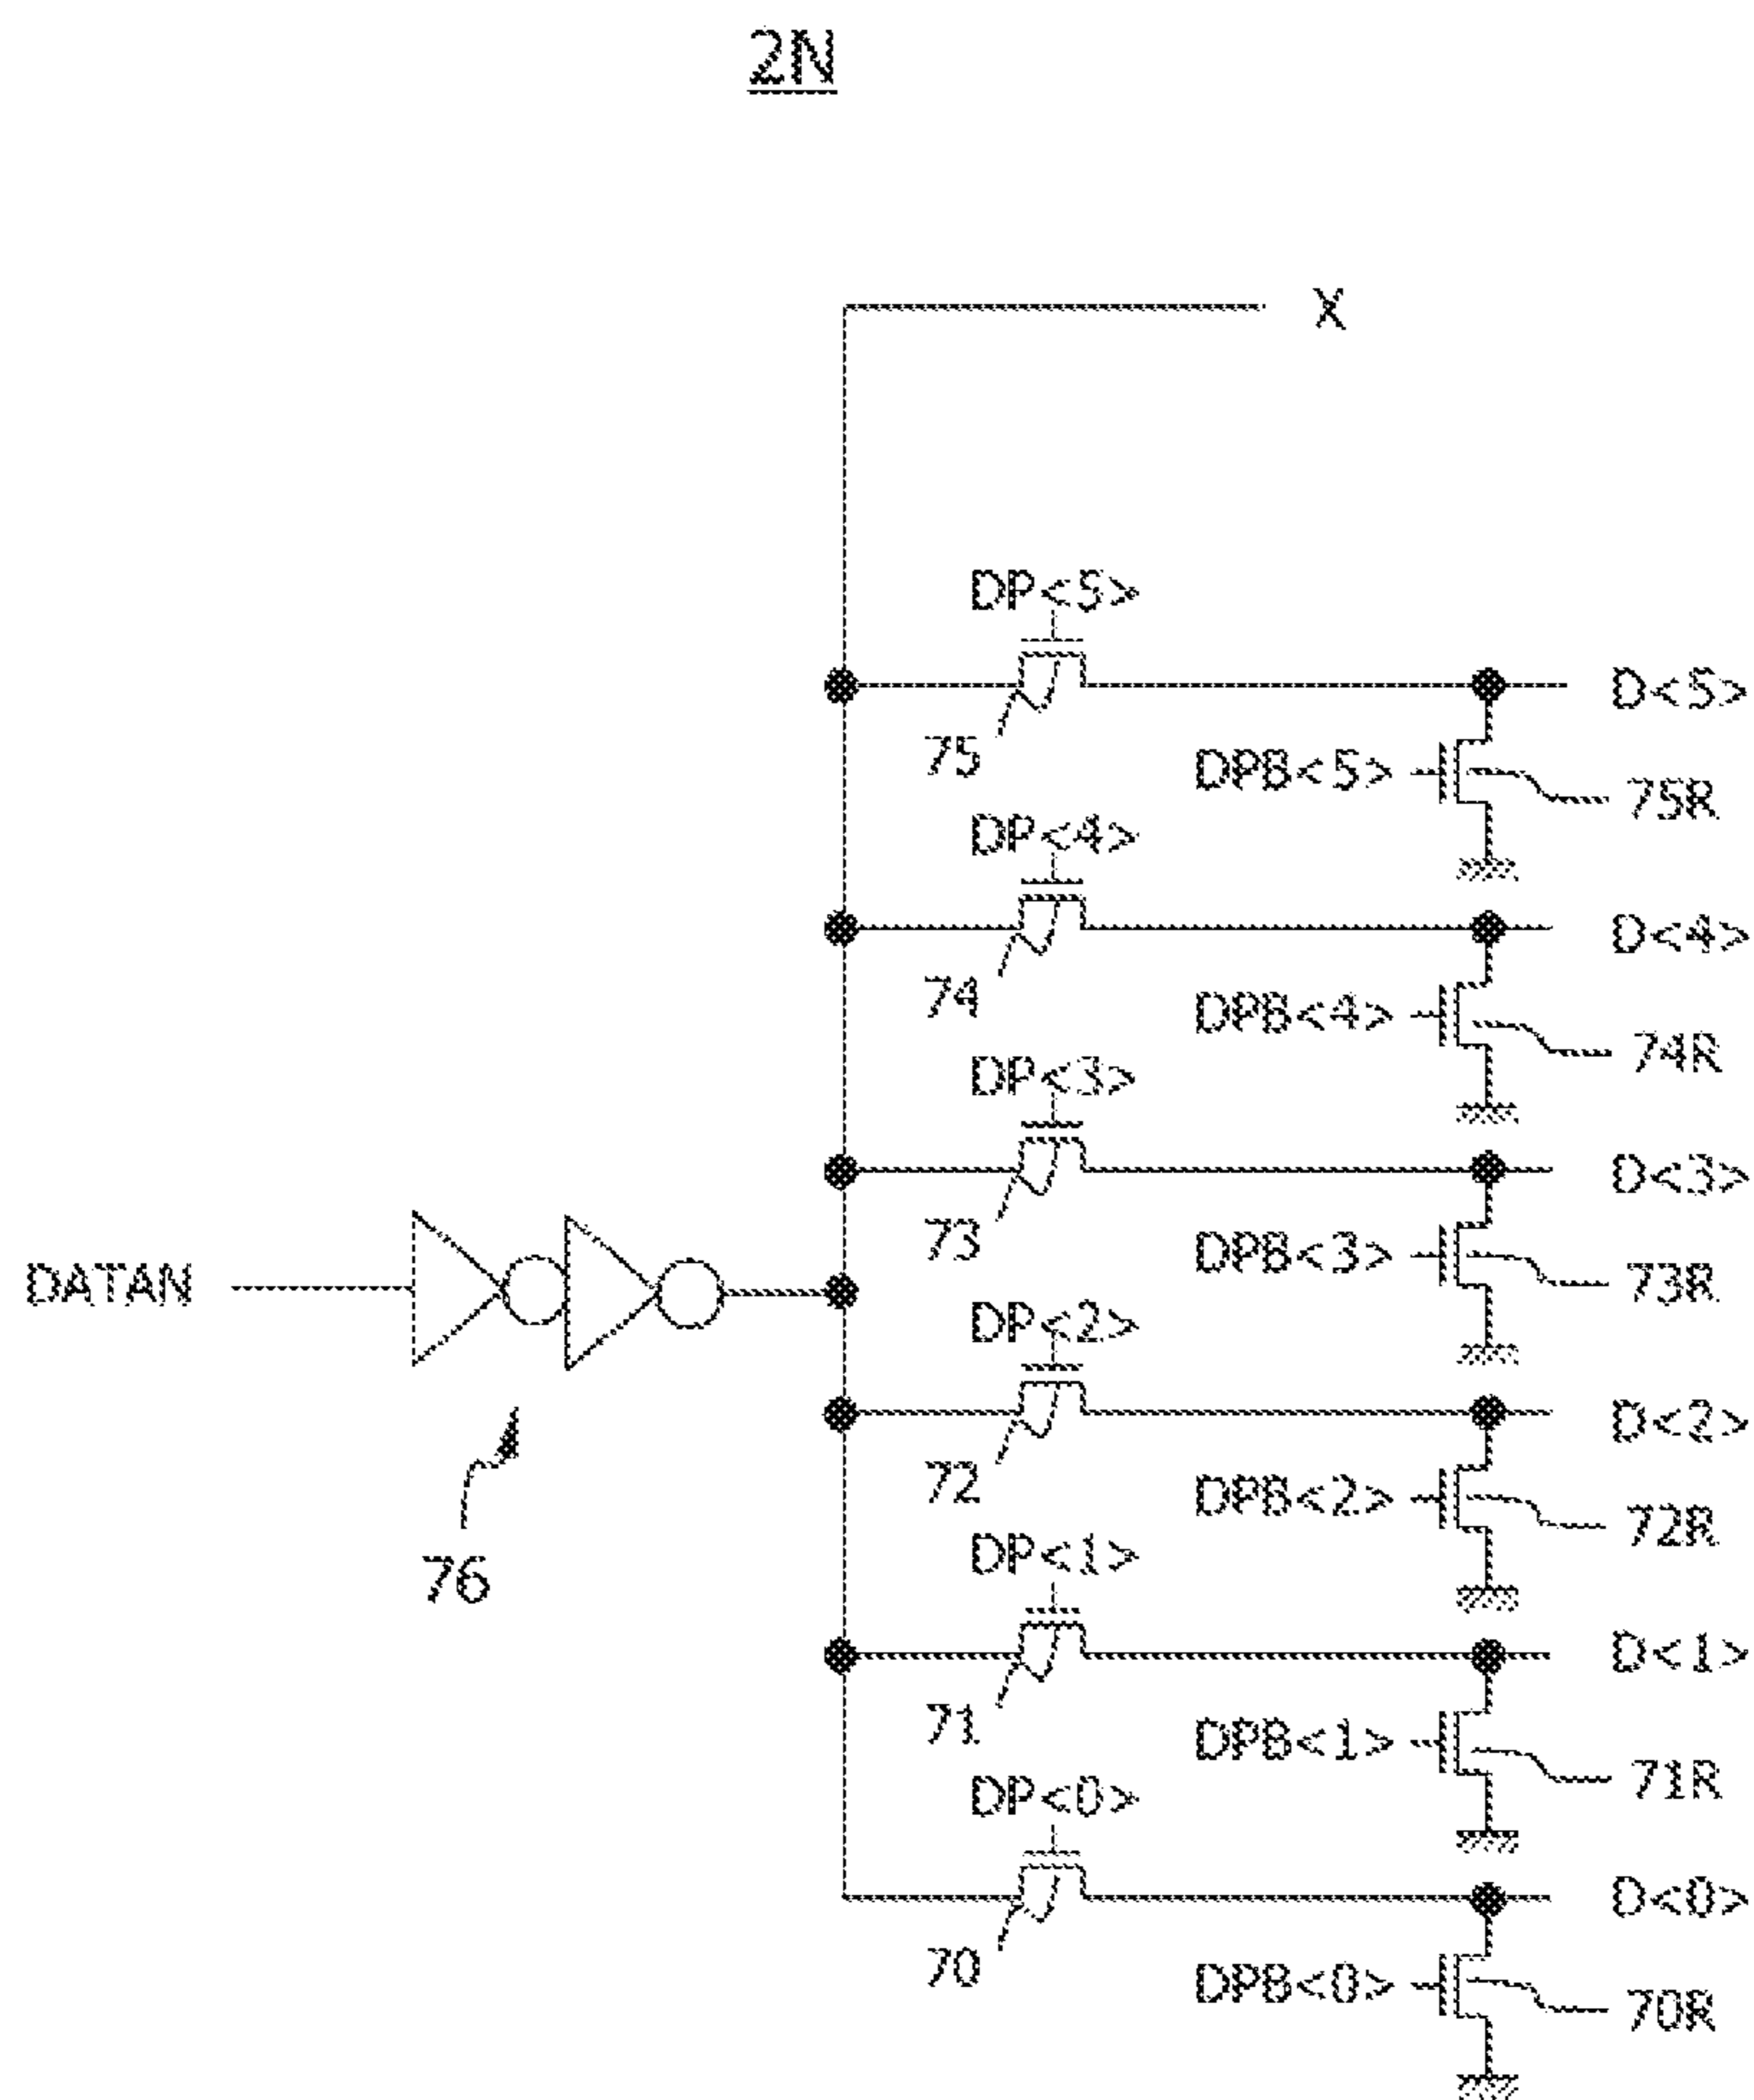 2N
X
DP<5>
D<5>
75
DPB<5>
75R
DP<4>
D<4>
74
DPB<4>
74R
DP<3>
D<3>
73
DPB<3>
73R
DATAN
DP<2>
D<2>
72
DPB<2>
72R
76
DP<1>
D<1>
71
DPB<1>
71R
DP<0>
D<0>
70
DPB<0>
70R